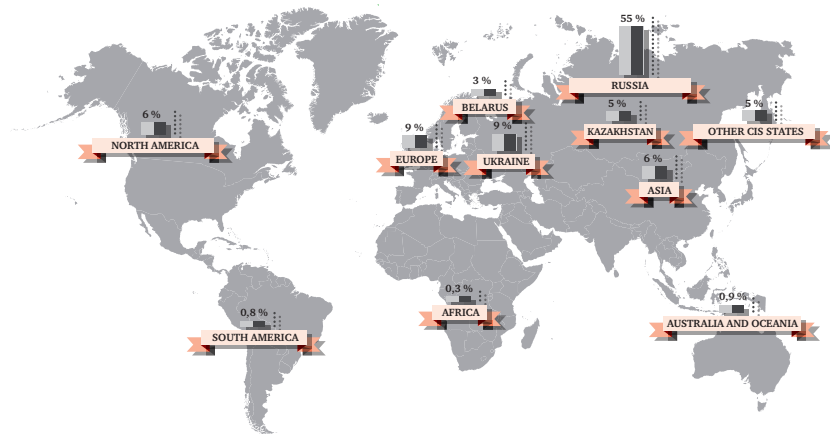 55 %
RUSSIA
3 %
BELARUS
6 %
NORTH AMERICA
9 %
EUROPE
9 %
UKRAINE
5 %
KAZAKHSTAN
5 %
OTHER CIS STATES
6 %
ASIA
0,3 %
AFRICA
0,9 %
AUSTRALIA AND OCEANIA
0,8 %
SOUTH AMERICA